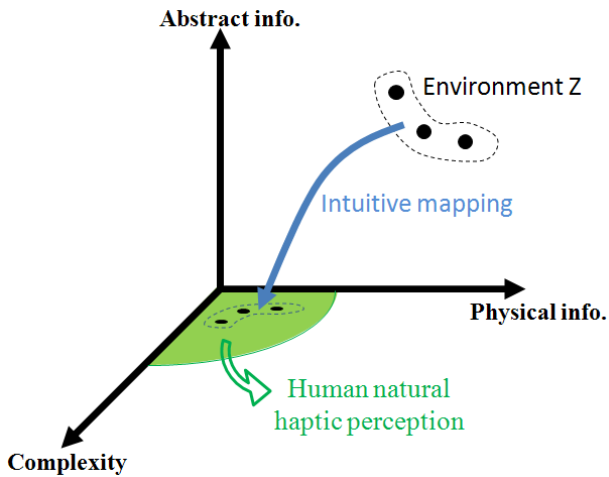 Abstract info.
Environment Z
Intuitive mapping
Physical info.
Human natural
haptic perception
Complexity